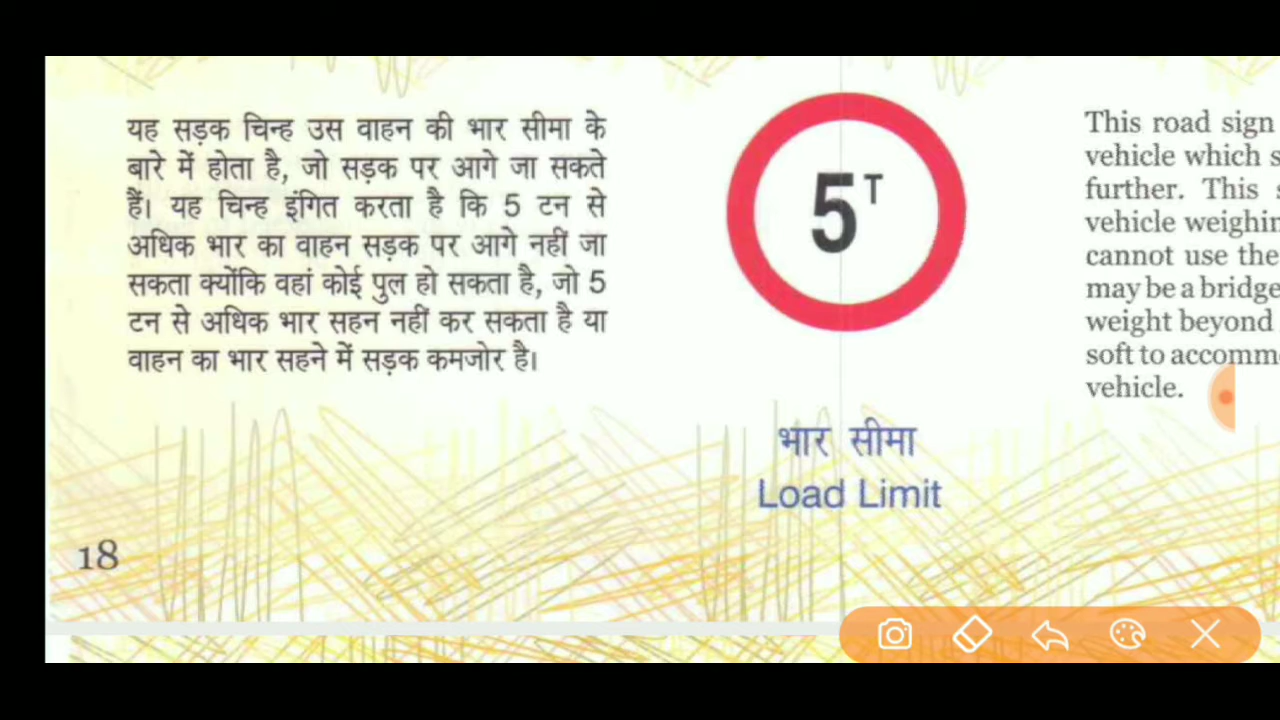 यह सड़क चिन्ह उस वाहन की भार सीमा के
बारे में होता है, जो सड़क पर आगे जा सकते
हैं। यह चिन्ह इंगित करता है कि 5 टन से
अधिक भार का वाहन सड़क पर आगे नहीं जा
सकता क्योंकि वहां कोई पुल हो सकता है, जो 5
टन से अधिक भार सहन नहीं कर सकता है या
वाहन का भार सहने में सड़क कमजोर है।
5 T
भार सीमा
Load Limit
This road sign
vehicle which
further. This
vehicle
cannot use the
may be a bridge
weight beyond
soft to
vehicle.
18